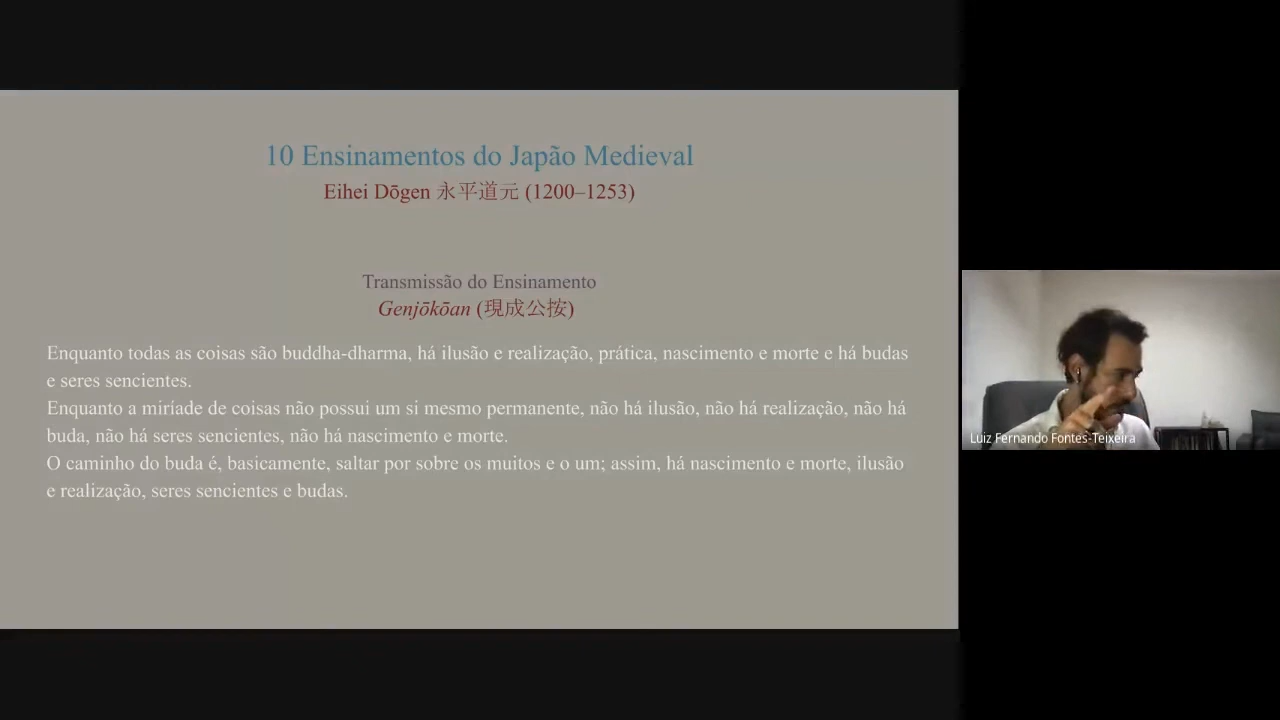 10 Ensinamentos do Japão Medieval
Eihei Dōgen 永平道元 (1200–1253)
Transmissão do Ensinamento
Genjōkōan (現成公按)
Enquanto todas as coisas são buddha-dharma, há ilusão e realização, prática, nascimento e morte e há budas
e seres sencientes.
Enquanto a miríade de coisas não possui um si mesmo permanente, não há ilusão, não há realização, não há
buda, não há seres sencientes, não há nascimento e morte.
O caminho do buda é, basicamente, saltar por sobre os muitos e o um; assim, há nascimento e morte, ilusão
e realização, seres sencientes e budas.
Luiz Fernando Fontes-Teixeira